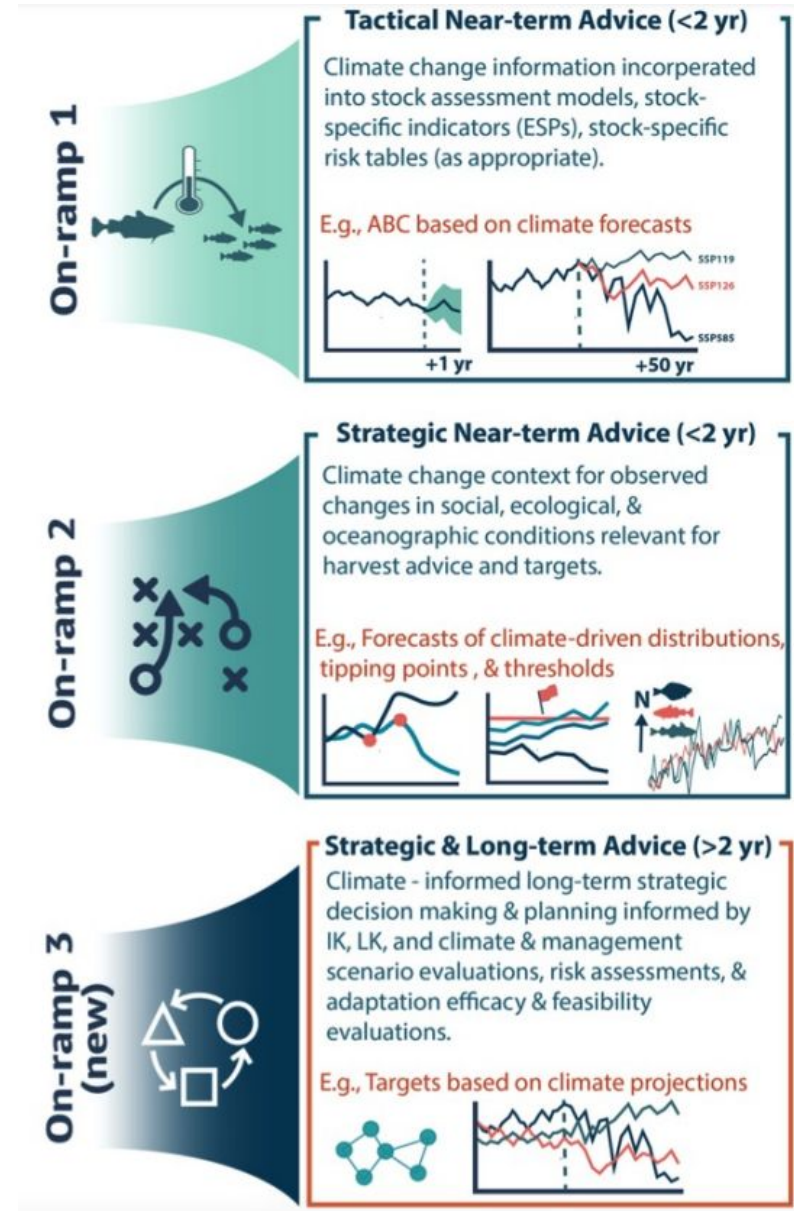 On-ramp 1
Tactical Near-term Advice (<2 yr)
Climate change information incorperated
into stock assessment models, stock-
specific indicators (ESPs), stock-specific
risk tables (as appropriate).
E.g., ABC based on climate forecasts
SSP119
SSP126
SSP585
+1 yr
+50 yr
On-ramp 2
Strategic Near-term Advice (<2 yr)
Climate change context for observed
changes in social, ecological, &
oceanographic conditions relevant for
harvest advice and targets.
E.g., Forecasts of climate-driven distributions,
tipping points , & thresholds
N
On-ramp 3
(new)
Strategic & Long-term Advice (>2 yr)
Climate - informed long-term strategic
decision making & planning informed by
IK, LK, and climate & management
scenario evaluations, risk assessments, &
adaptation efficacy & feasibility
evaluations.
E.g., Targets based on climate projections